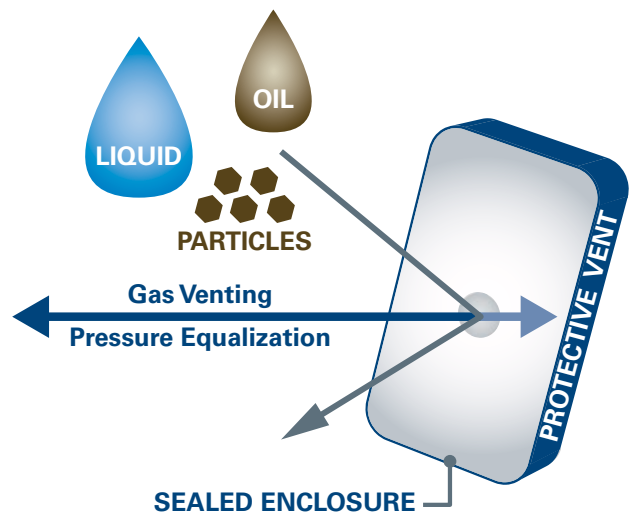 OIL
LIQUID
PARTICLES
Gas Venting
Pressure Equalization
PROTECTIVE VENT
SEALED ENCLOSURE